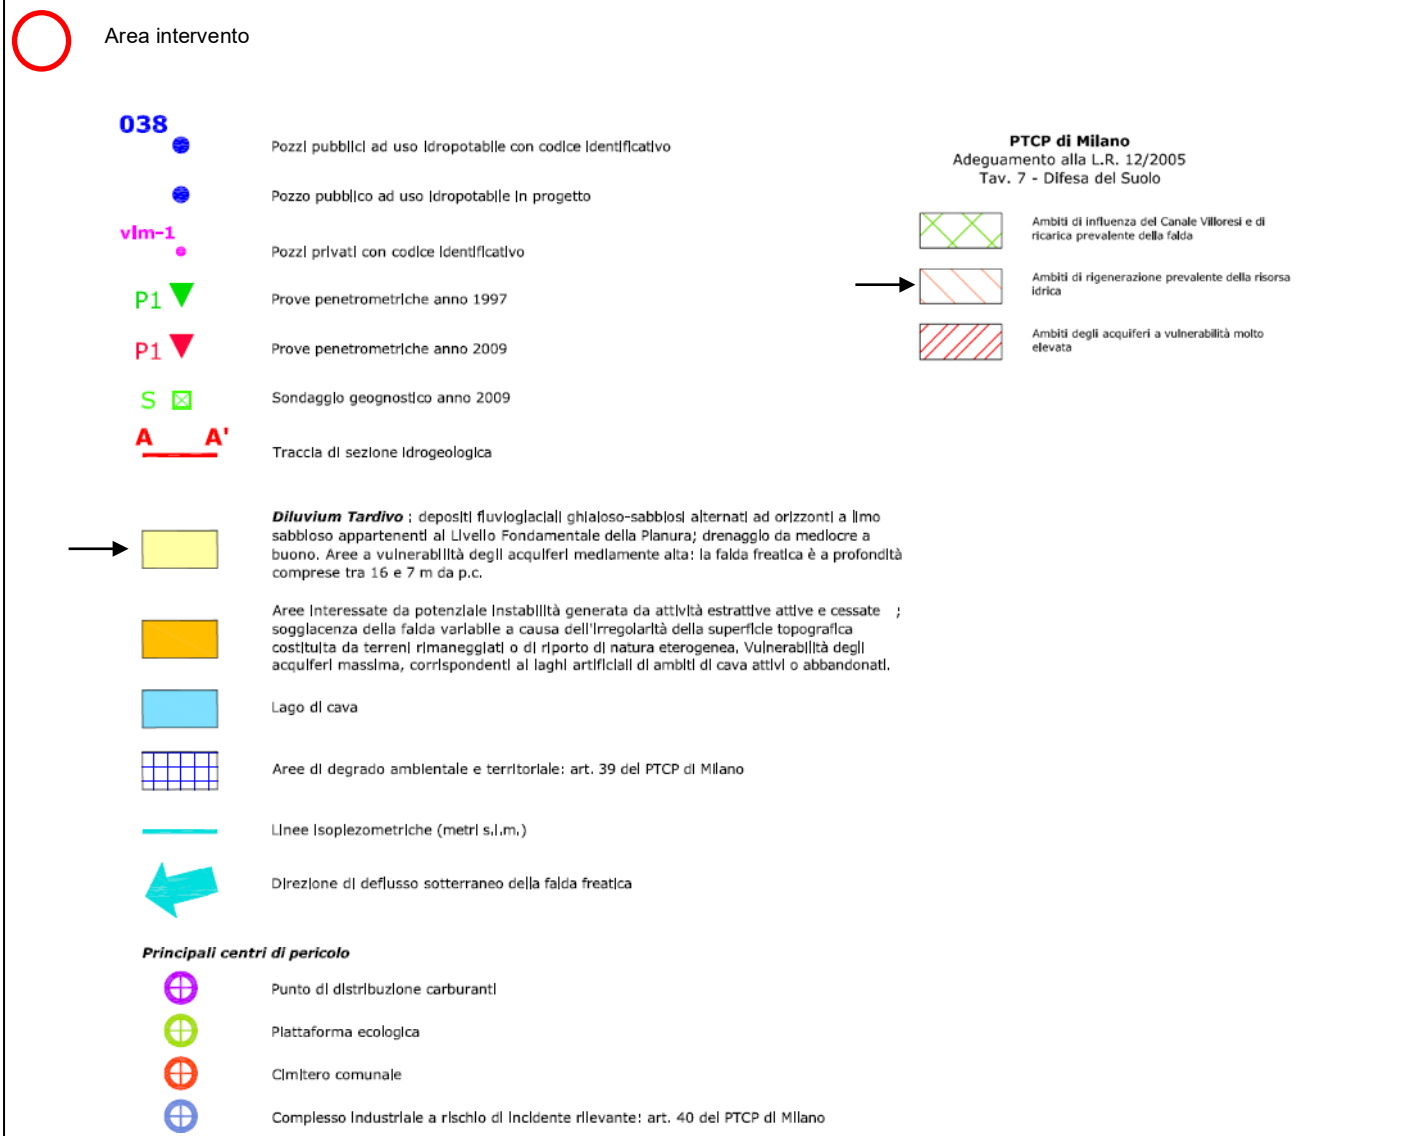 Area intervento
038
Pozzi pubblici ad uso idropotabile con codice identificativo
Pozzo pubblico ad uso idropotabile in progetto
vim-1
Pozzi privati con codice identificativo
P1
Prove penetrometriche anno 1997
P1
Prove penetrometriche anno 2009
S
Sondaggio geognostico anno 2009
A A'
Traccia di sezione idrogeologica
PTCP di Milano
Adeguamento alla L.R. 12/2005
Tav. 7 - Difesa del Suolo
Ambiti di influenza del Canale Villoresi e di
ricarica prevalente della falda
Ambiti di rigenerazione prevalente della risorsa
idrica
Ambiti degli acquiferi a vulnerabilità molto
elevata
Diluvium Tardivo : depositi fluvioglaciali ghiaioso-sabbiosi alternati ad orizzonti a limo
sabbioso appartenenti al Livello Fondamentale della Pianura; drenaggio da mediocre a
buono. Aree a vulnerabilità degli acquiferi mediamente alta: la falda freatica è a profondità
comprese tra 16 e 7 m da p.c.
Aree interessate da potenziale instabilità generata da attività estrattive attive e cessate ;
soggiacenza della falda variabile a causa dell'irregolarità della superficie topografica
costituita da terreni rimaneggiati o di riporto di natura eterogenea. Vulnerabilità degli
acquiferi massima, corrispondenti ai laghi artificiali di ambiti di cava attivi o abbandonati.
Lago di cava
Aree di degrado ambientale e territoriale: art. 39 del PTCP di Milano
Linee isopiezometriche (metri s.l.m.)
Direzione di deflusso sotterraneo della falda freatica
Principali centri di pericolo
Punto di distribuzione carburanti
Piattaforma ecologica
Cimitero comunale
Complesso industriale a rischio di incidente rilevante: art. 40 del PTCP di Milano